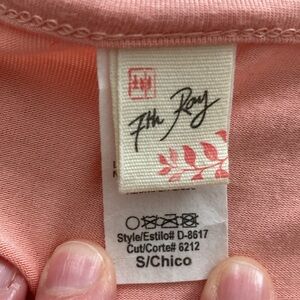 7th Ray
Style/Estilo# D-8617
Cut/Corte# 6212
S/Chico